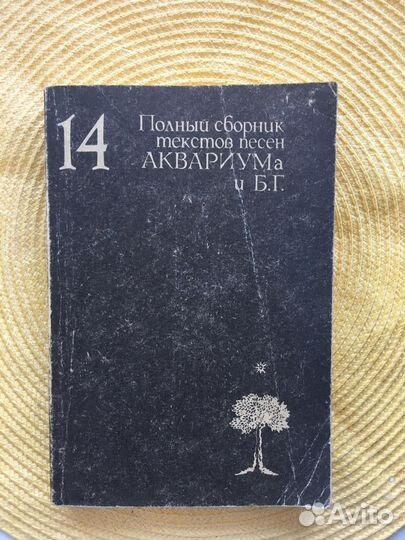 14
Полный сборник
текстов песен
АКВАРИУМа
и Б.Г.
Avito